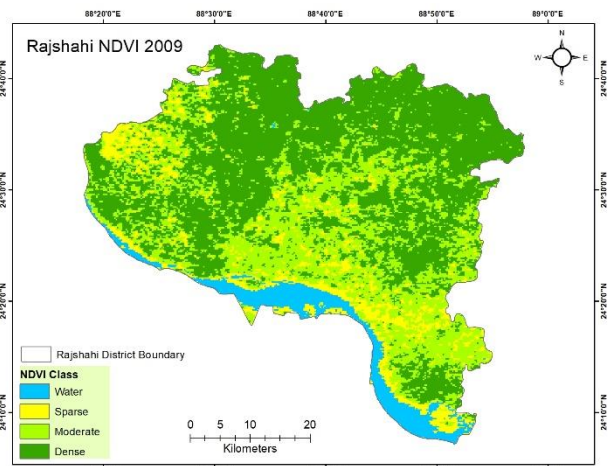 88°20'0"E 88°30'0"E 88°40'0"E 88°50'0"E 89°0'0"E
Rajshahi NDVI 2009
N
W E
S
24°40'0"N 24°40'0"N
24°30'0"N 24°30'0"N
24°20'0"N 24°20'0"N
24°10'0"N 24°10'0"N
Rajshahi District Boundary
NDVI Class
Water
Sparse
Moderate
Dense
0 5 10 20
Kilometers